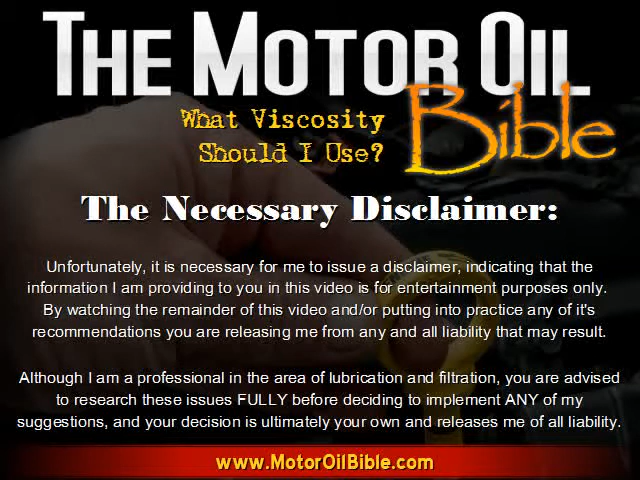 THE MOTOR OIL
Bible
What Viscosity
Should I Use?
The Necessary Disclaimer:
Unfortunately, it is necessary for me to issue a disclaimer, indicating that the
information I am providing to you in this video is for entertainment purposes only.
By watching the remainder of this video and/or putting into practice any of it's
recommendations you are releasing me from any and all liability that may result.
Although I am a professional in the area of lubrication and filtration, you are advised
to research these issues FULLY before deciding to implement ANY of my
suggestions, and your decision is ultimately your own and releases me of all liability.
www.MotorOilBible.com